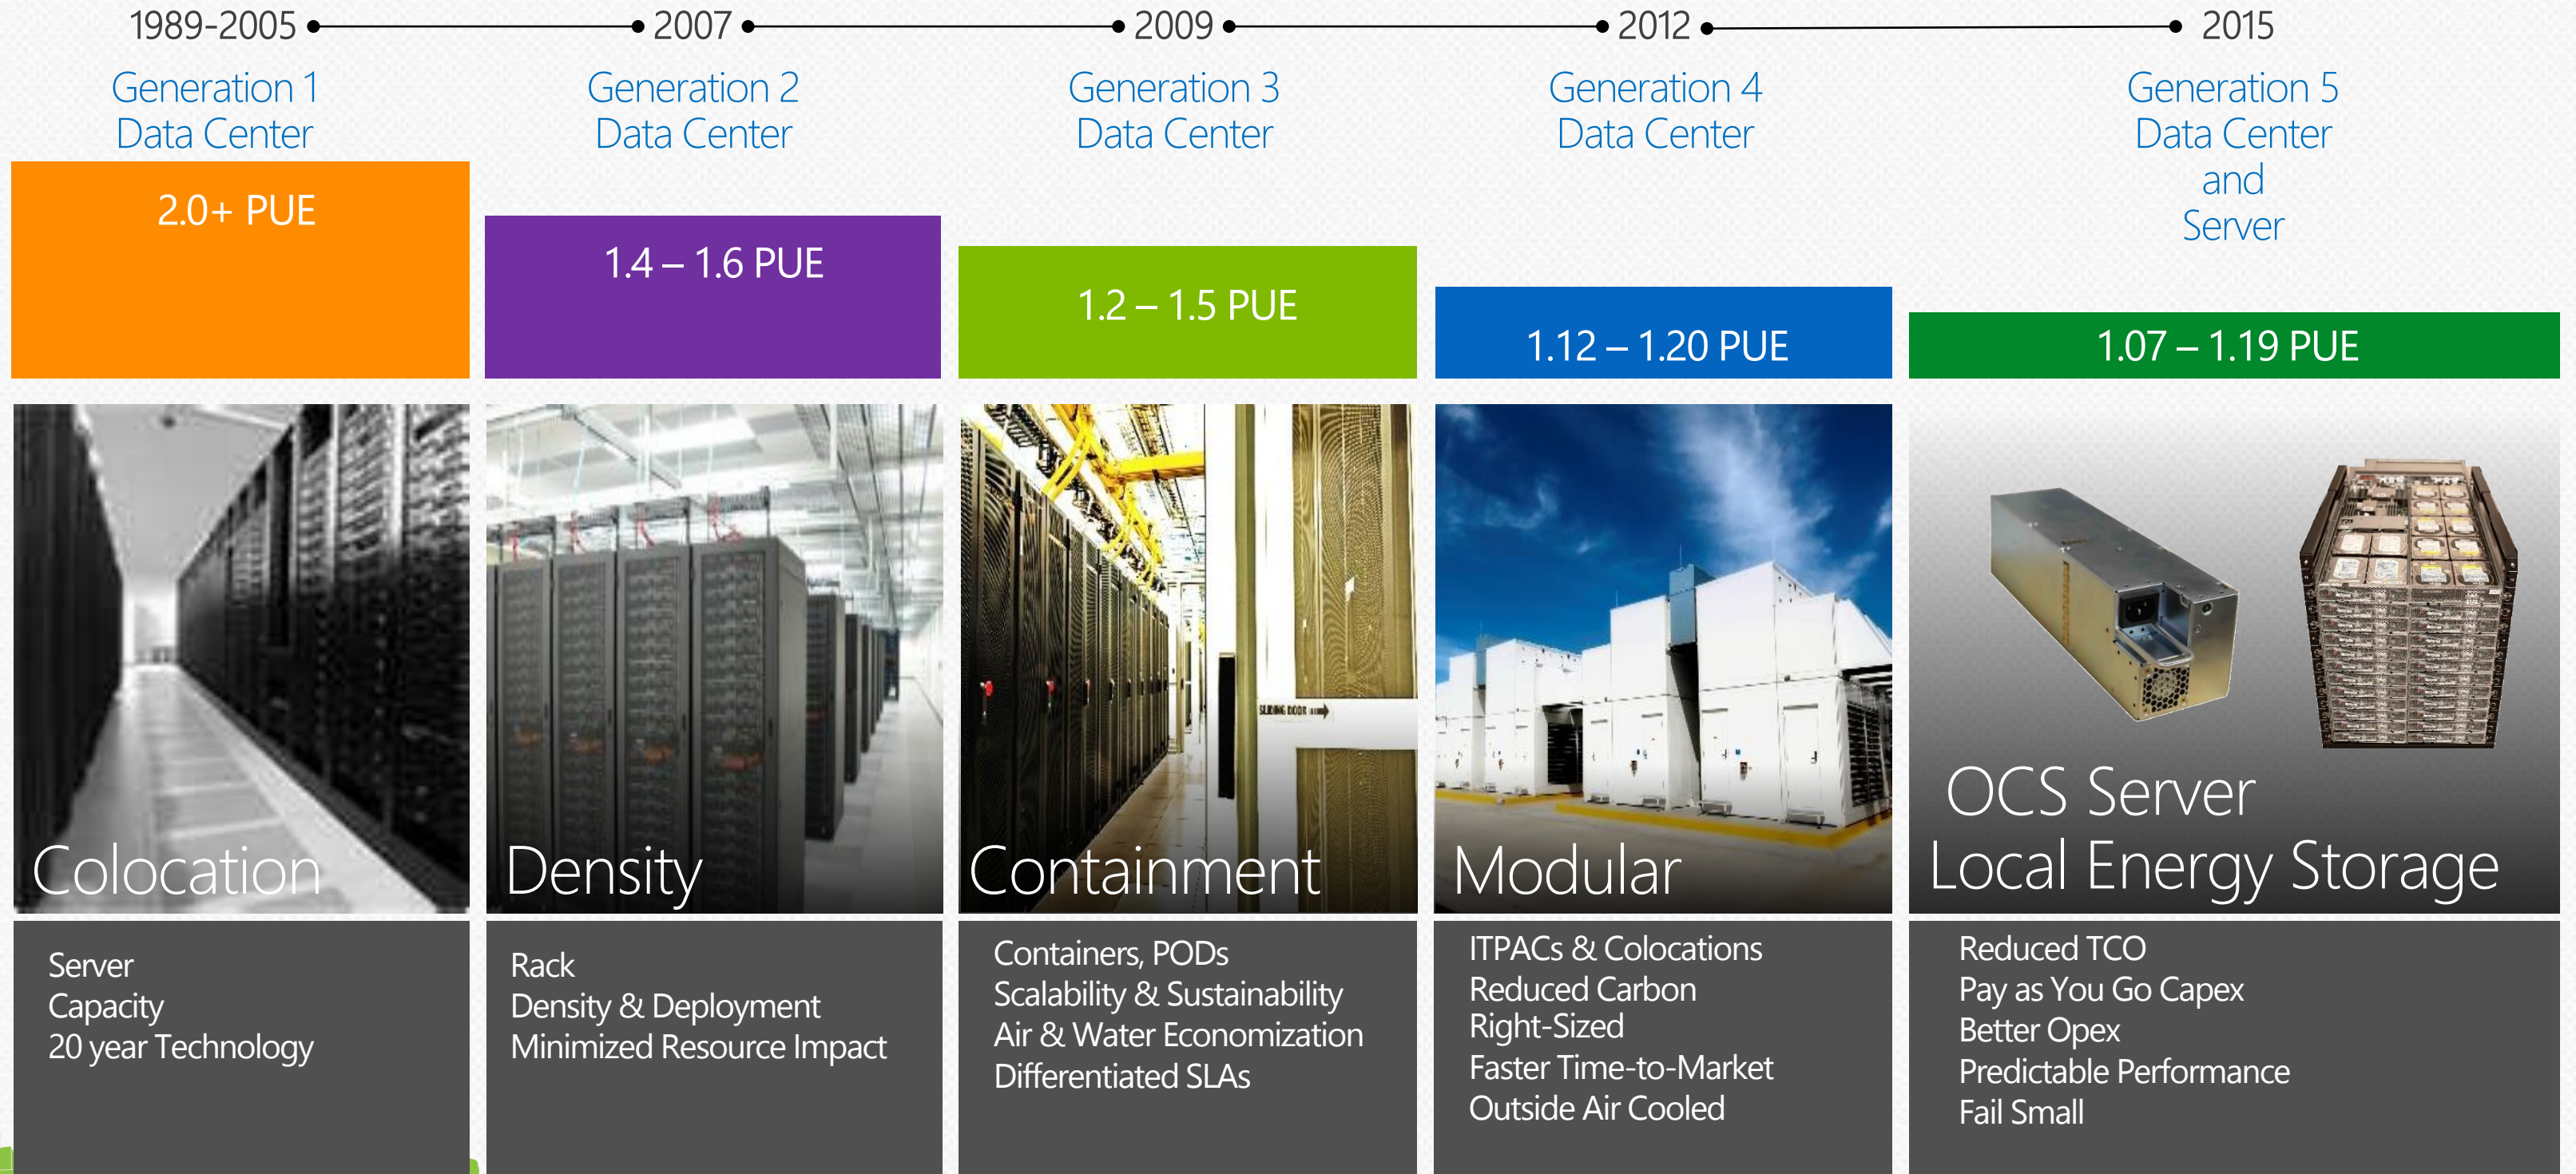 1989-2005
2007
2009
2012
2015
Generation 1
Data Center
Generation 2
Data Center
Generation 3
Data Center
Generation 4
Data Center
Generation 5
Data Center
and
Server
2.0+ PUE
1.4 – 1.6 PUE
1.2 – 1.5 PUE
1.12 – 1.20 PUE
1.07 – 1.19 PUE
Colocation
Density
SLIDING DOOR
Containment
Modular
OCS Server
Local Energy Storage
Server
Capacity
20 year Technology
Rack
Density & Deployment
Minimized Resource Impact
Containers, PODs
Scalability & Sustainability
Air & Water Economization
Differentiated SLAs
ITPACs & Colocations
Reduced Carbon
Right-Sized
Faster Time-to-Market
Outside Air Cooled
Reduced TCO
Pay as You Go Capex
Better Opex
Predictable Performance
Fail Small